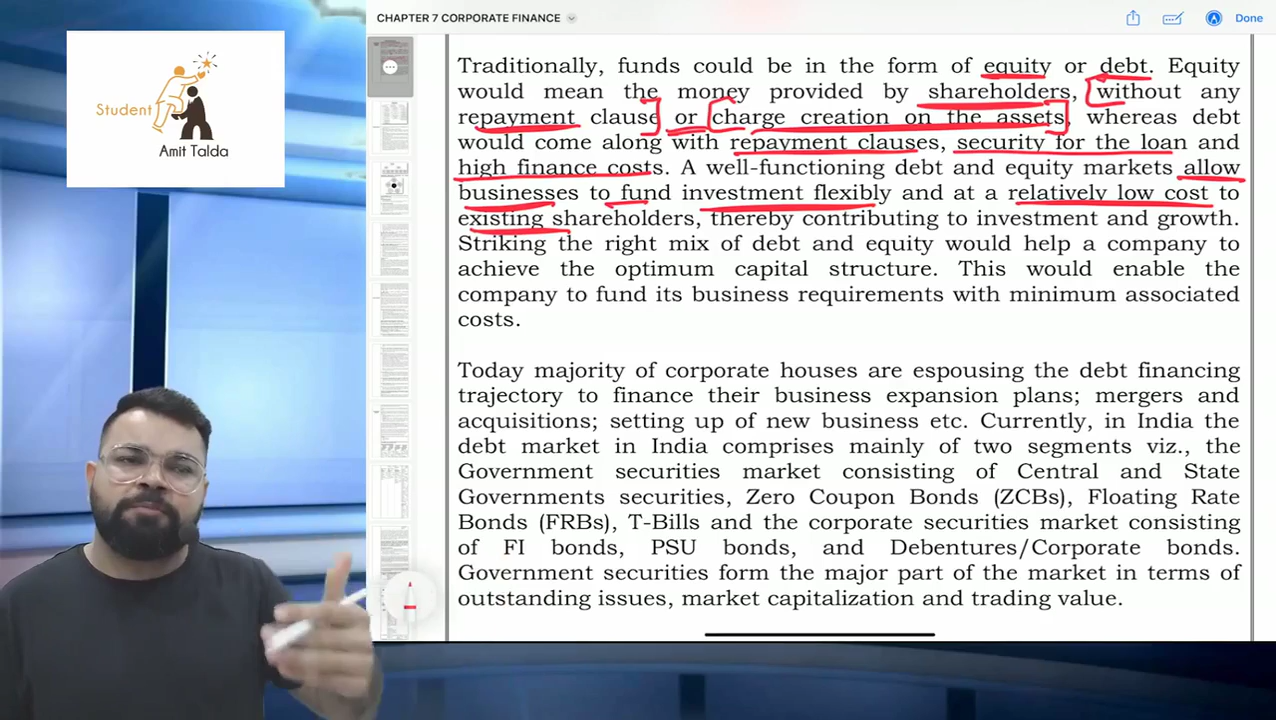 CHAPTER 7 CORPORATE FINANCE
Done
Student
Amit Talda
Traditionally, funds could be in the form of equity or debt. Equity
would mean the money provided by shareholders, without any
repayment clause or charge creation on the assets, whereas debt
would come along with repayment clauses, security for the loan and
high finance costs. A well-functioning debt and equity markets allow
businesses to fund investment flexibly and at a relatively low cost to
existing shareholders, thereby contributing to investment and growth.
Striking the right mix of debt and equity would help a company to
achieve the optimum capital structure. This would enable the
company to fund its business requirements with minimum associated
costs.
Today majority of corporate houses are espousing the debt financing
trajectory to finance their business expansion plans; mergers and
acquisitions; setting up a new business etc. Currently, in India the
debt market in India comprises mainly of two segments viz., the
Government securities market consisting of Central and State
Governments securities, Zero Coupon Bonds (ZCBs), Floating Rate
Bonds (FRBs), T-Bills and the corporate securities market consisting
of FI bonds, PSU bonds, and Debentures/Corporate bonds.
Government securities form the major part of the market in terms of
outstanding issues, market capitalization and trading value.